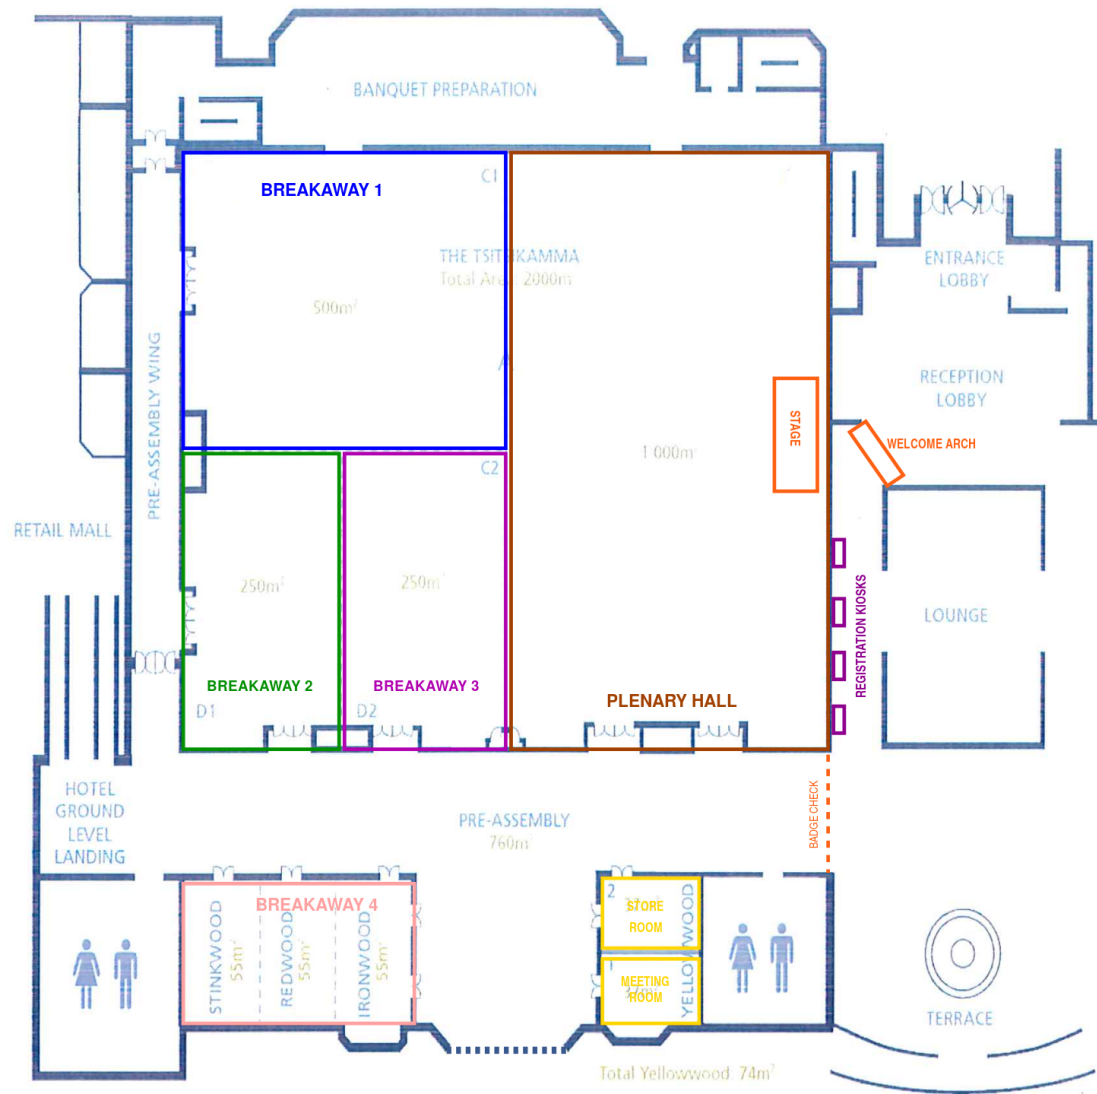 BANQUET PREPARATION
C1
BREAKAWAY 1
THE TSITSIKAMMA
Total Area: 2000m
500m²
ENTRANCE
LOBBY
RECEPTION
LOBBY
PRE-ASSEMBLY WING
A
STAGE
WELCOME ARCH
1 000m²
C2
RETAIL MALL
250m²
250m²
REGISTRATION KIOSKS
LOUNGE
BREAKAWAY 2
BREAKAWAY 3
PLENARY HALL
D1
D2
HOTEL
GROUND
LEVEL
LANDING
PRE-ASSEMBLY
760m²
BADGE CHECK
BREAKAWAY 4
STINKWOOD
55m²
REDWOOD
55m²
IRONWOOD
55m²
2
STORE
ROOM
1
MEETING
ROOM
YELLOWWOOD
TERRACE
Total Yellowwood: 74m²